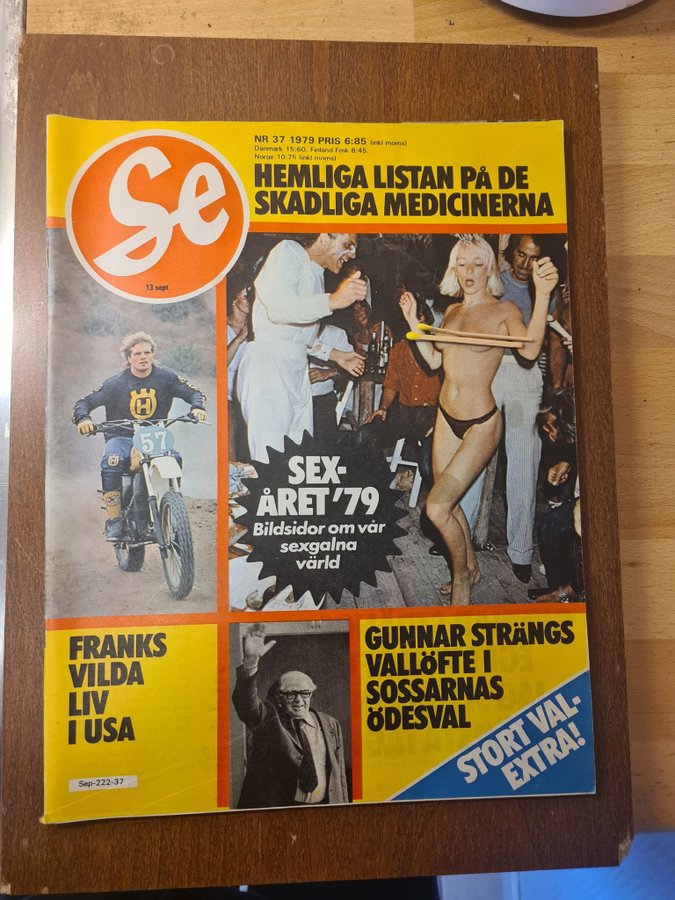 Se
13 sept
NR 37 1979 PRIS 6:85 (inkl moms)
Danmark 15:60, Finland Fmk 8:45,
Norge 10:75 (inkl moms)
HEMLIGA LISTAN PÅ DE
SKADLIGA MEDICINERNA
H
57
SEX-
ÅRET '79
Bildsidor om vår
sexgalna
värld
FRANKS
VILDA
LIV
I USA
Sep-222-37
GUNNAR STRÄNGS
VALLÖFTE I
SOSSARNAS
ÖDESVAL
STORT VAL-
EXTRA!